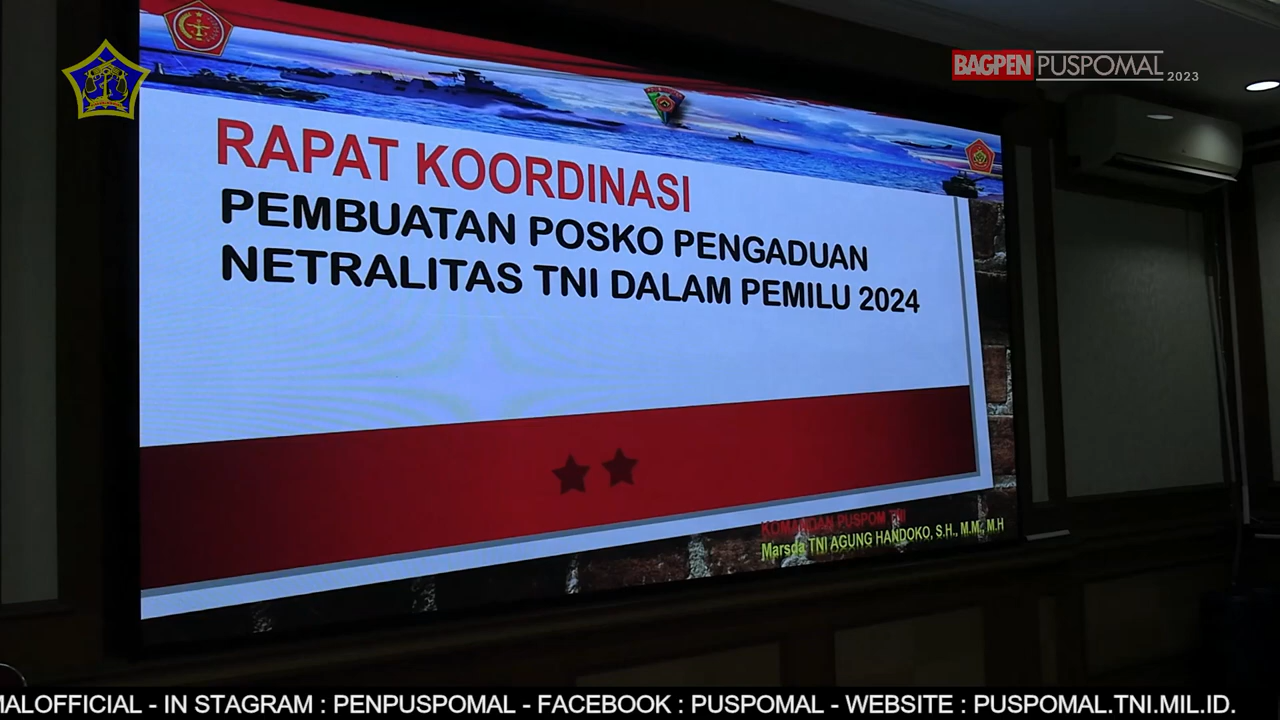 BAGPEN PUSPOMAL 2023
RAPAT KOORDINASI
PEMBUATAN POSKO PENGADUAN
NETRALITAS TNI DALAM PEMILU 2024
KOMANDAN PUSPOM TNI
Marsda TNI AGUNG HANDOKO, S.H., M.M., M.H
MALOFFICIAL - IN STAGRAM : PENPUSPOMAL - FACEBOOK : PUSPOMAL - WEBSITE : PUSPOMAL.TNI.MIL.ID.